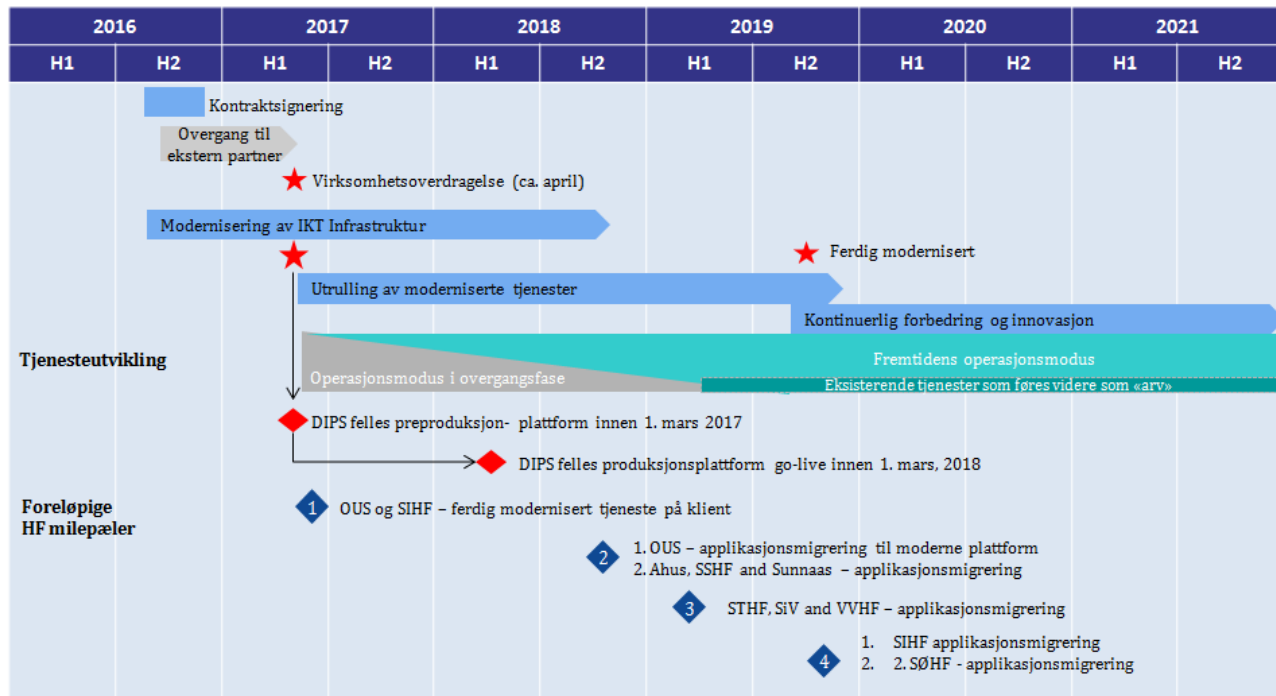 2016 2017 2018 2019 2020 2021
H1 H2 H1 H2 H1 H2 H1 H2 H1 H2 H1 H2
Kontraktsignering
Overgang til
ekstern partner
Virksomhetsoverdragelse (ca. april)
Modernisering av IKT Infrastruktur
Ferdig modernisert
Utrulling av moderniserte tjenester
Kontinuerlig forbedring og innovasjon
Tjenesteutvikling
Fremtidens operasjonsmodus
Operasjonsmodus i overgangsfase
Eksisterende tjenester som føres videre som «arv»
DIPS felles preproduksjon- plattform innen 1. mars 2017
DIPS felles produksjonsplattform go-live innen 1. mars, 2018
Foreløpige
HF milepæler
1 OUS og SIHF – ferdig modernisert tjeneste på klient
2
1. OUS – applikasjonsmigrering til moderne plattform
2. Ahus, SSHF and Sunnaas – applikasjonsmigrering
3 STHF, SiV and VVHF – applikasjonsmigrering
4
1. SIHF applikasjonsmigrering
2. 2. SØHF - applikasjonsmigrering